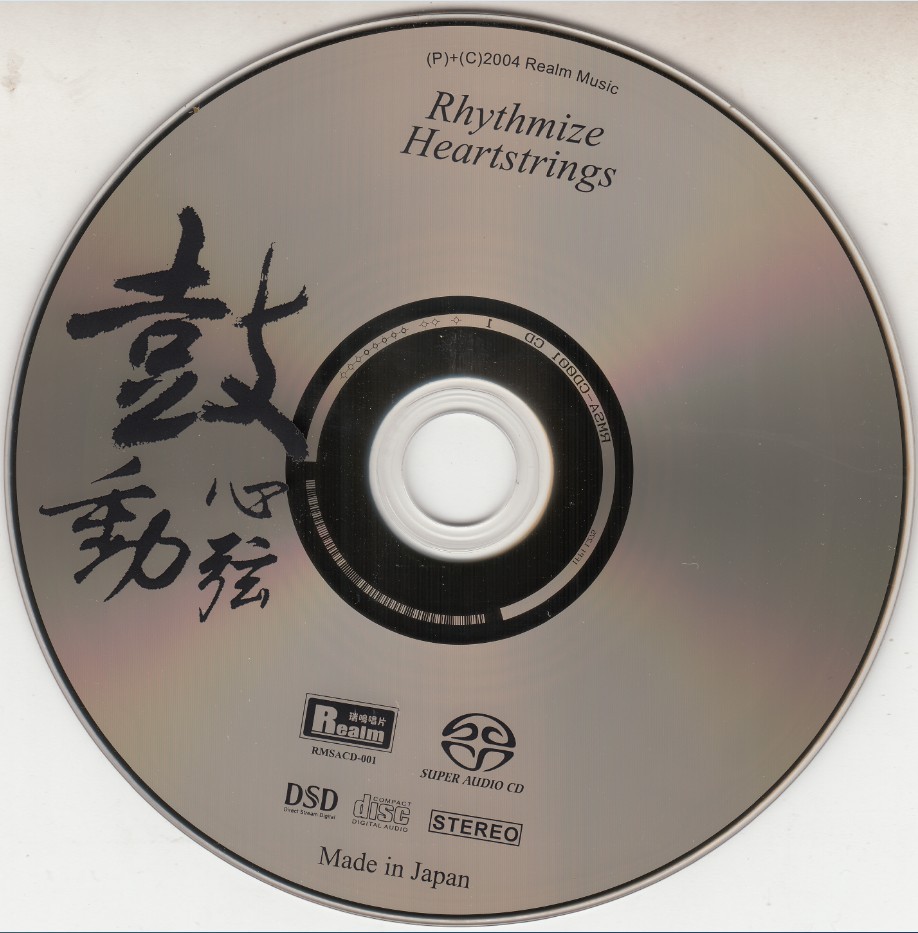 (P)+(C)2004 Realm Music
Rhythmize
Heartstrings
鼓
動
心
弦
RMSA-CD001 CD 1
Realm 瑞鳴唱片
RMSACD-001
SUPER AUDIO CD
DSD
Direct Stream Digital
COMPACT
disc
DIGITAL AUDIO
STEREO
Made in Japan